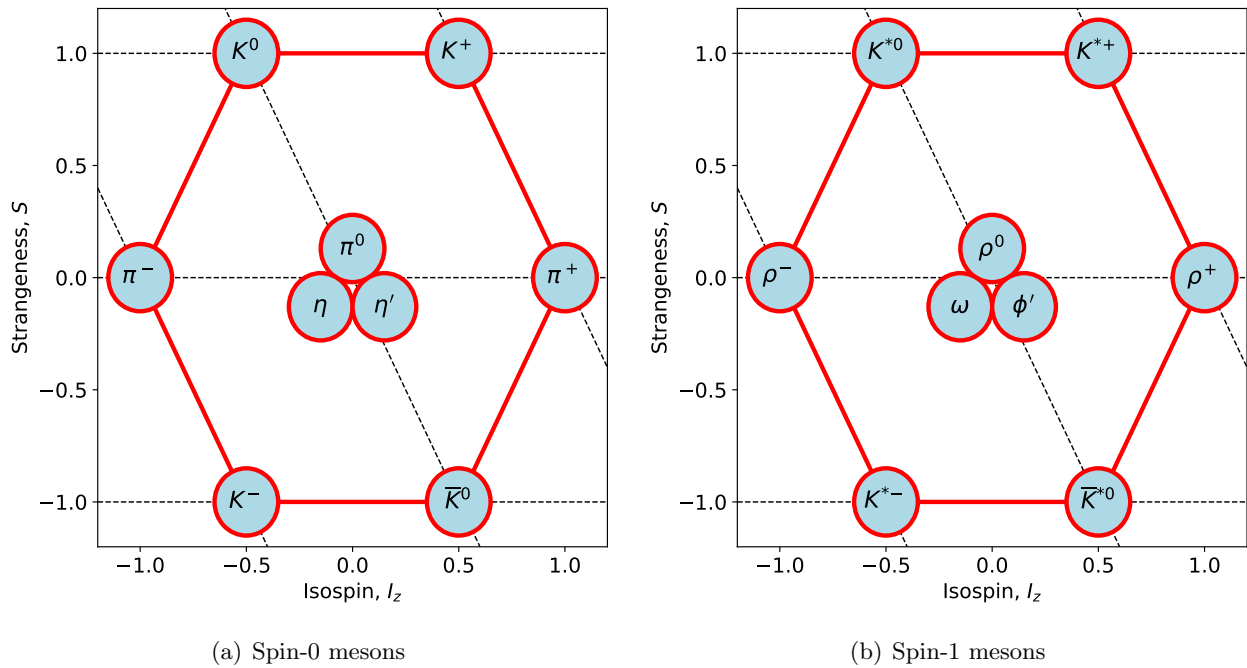 K⁰ K⁺
1.0
0.5
Strangeness, S
π⁰
0.0 π⁻ π⁺
η η′
−0.5
−1.0 K⁻ K̅⁰
−1.0 −0.5 0.0 0.5 1.0
Isospin, I_z
(a) Spin-0 mesons
K*⁰ K*⁺
1.0
0.5
Strangeness, S
ρ⁰
0.0 ρ⁻ ρ⁺
ω ϕ′
−0.5
−1.0 K*⁻ K̅*⁰
−1.0 −0.5 0.0 0.5 1.0
Isospin, I_z
(b) Spin-1 mesons